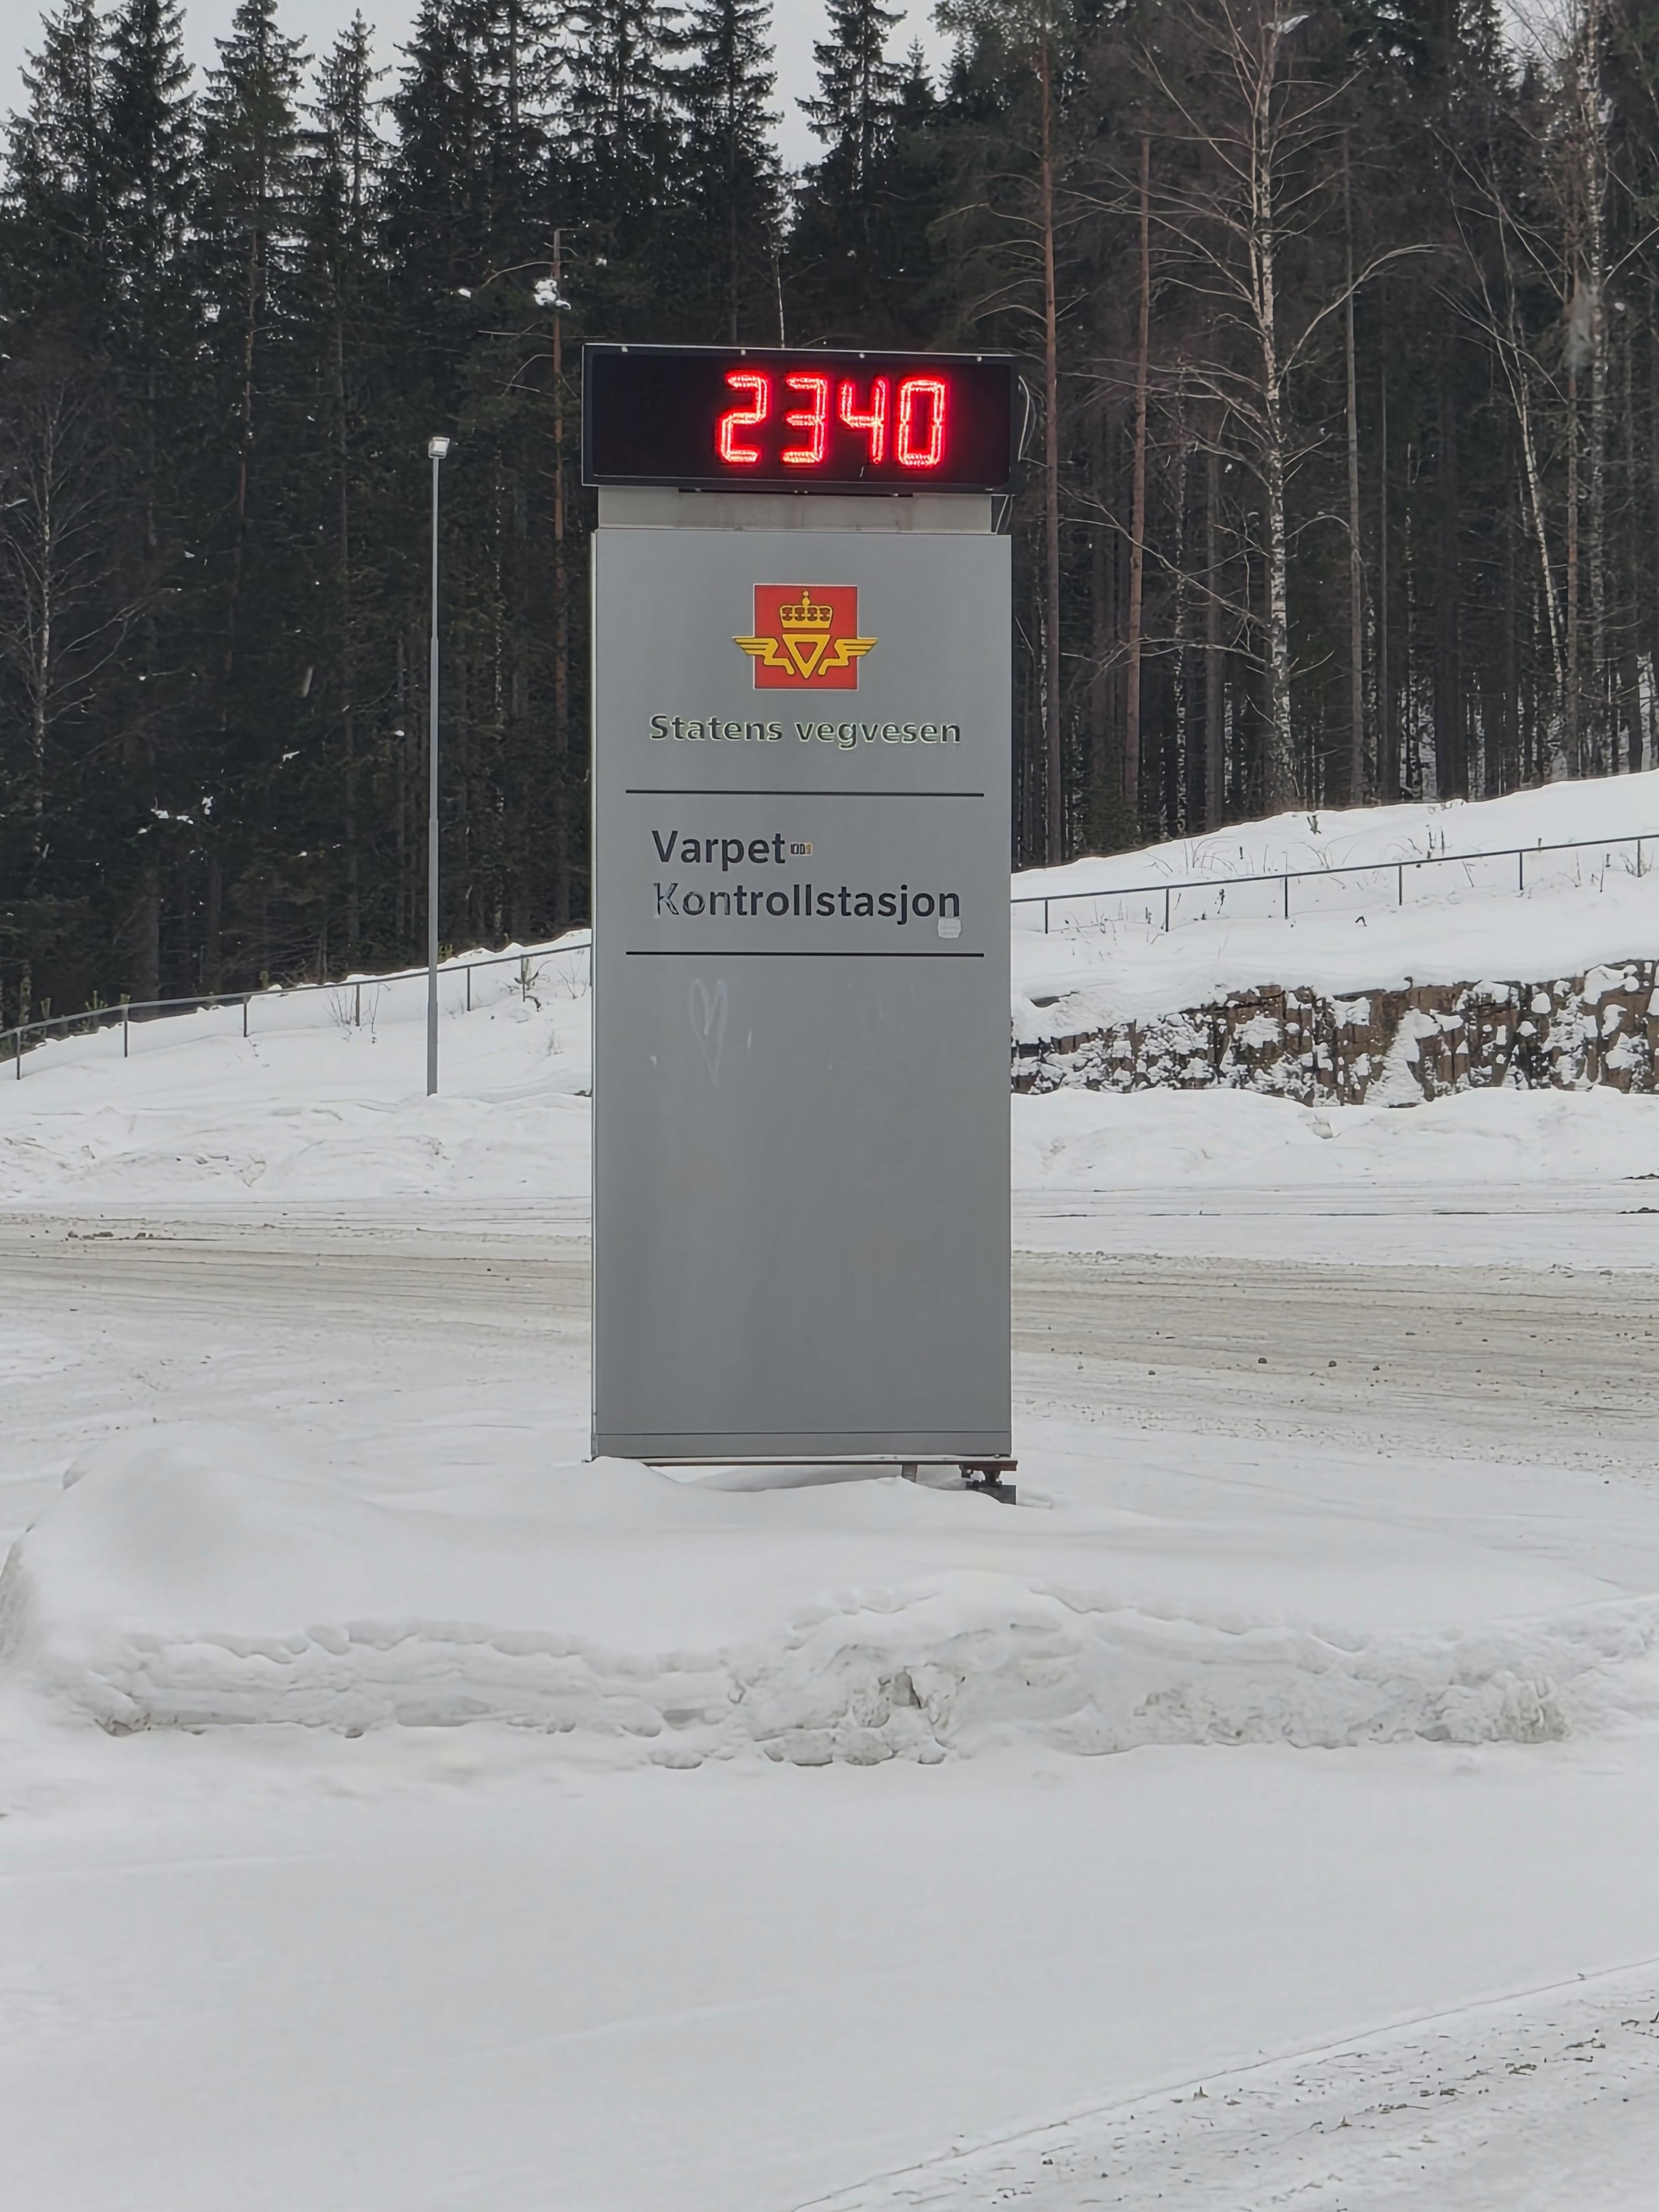 2340
Statens vegvesen
Varpet
Kontrollstasjon